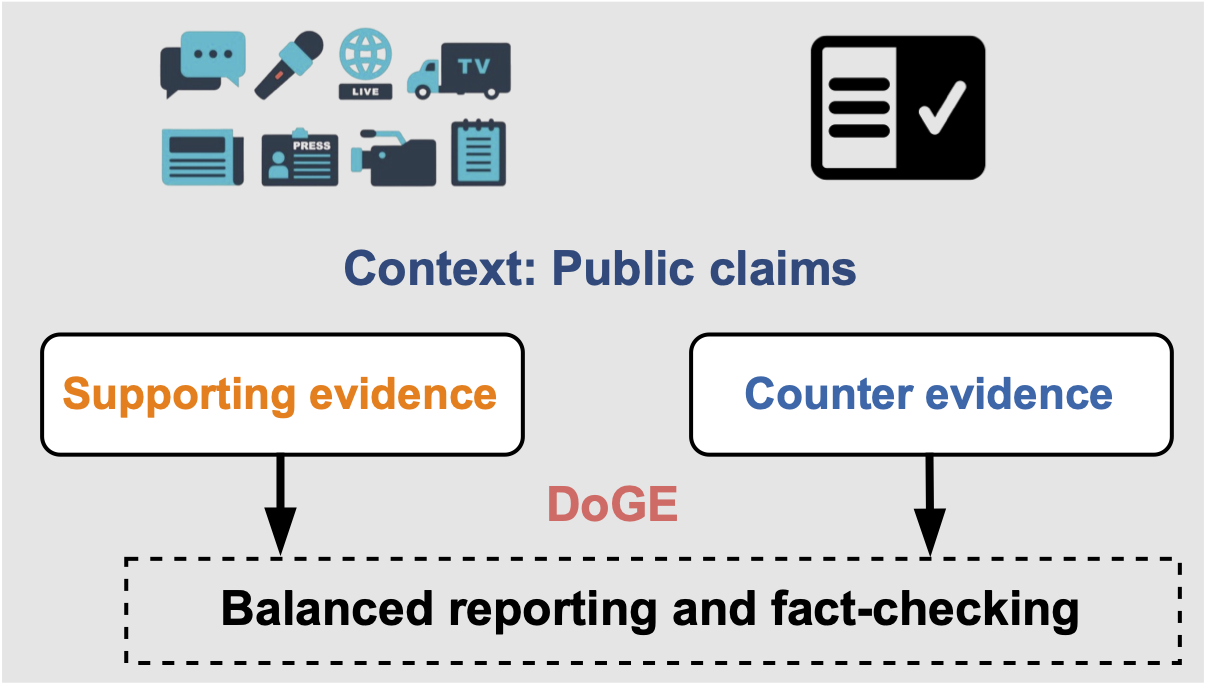 TV
LIVE
PRESS
Context: Public claims
Supporting evidence
Counter evidence
DoGE
Balanced reporting and fact-checking